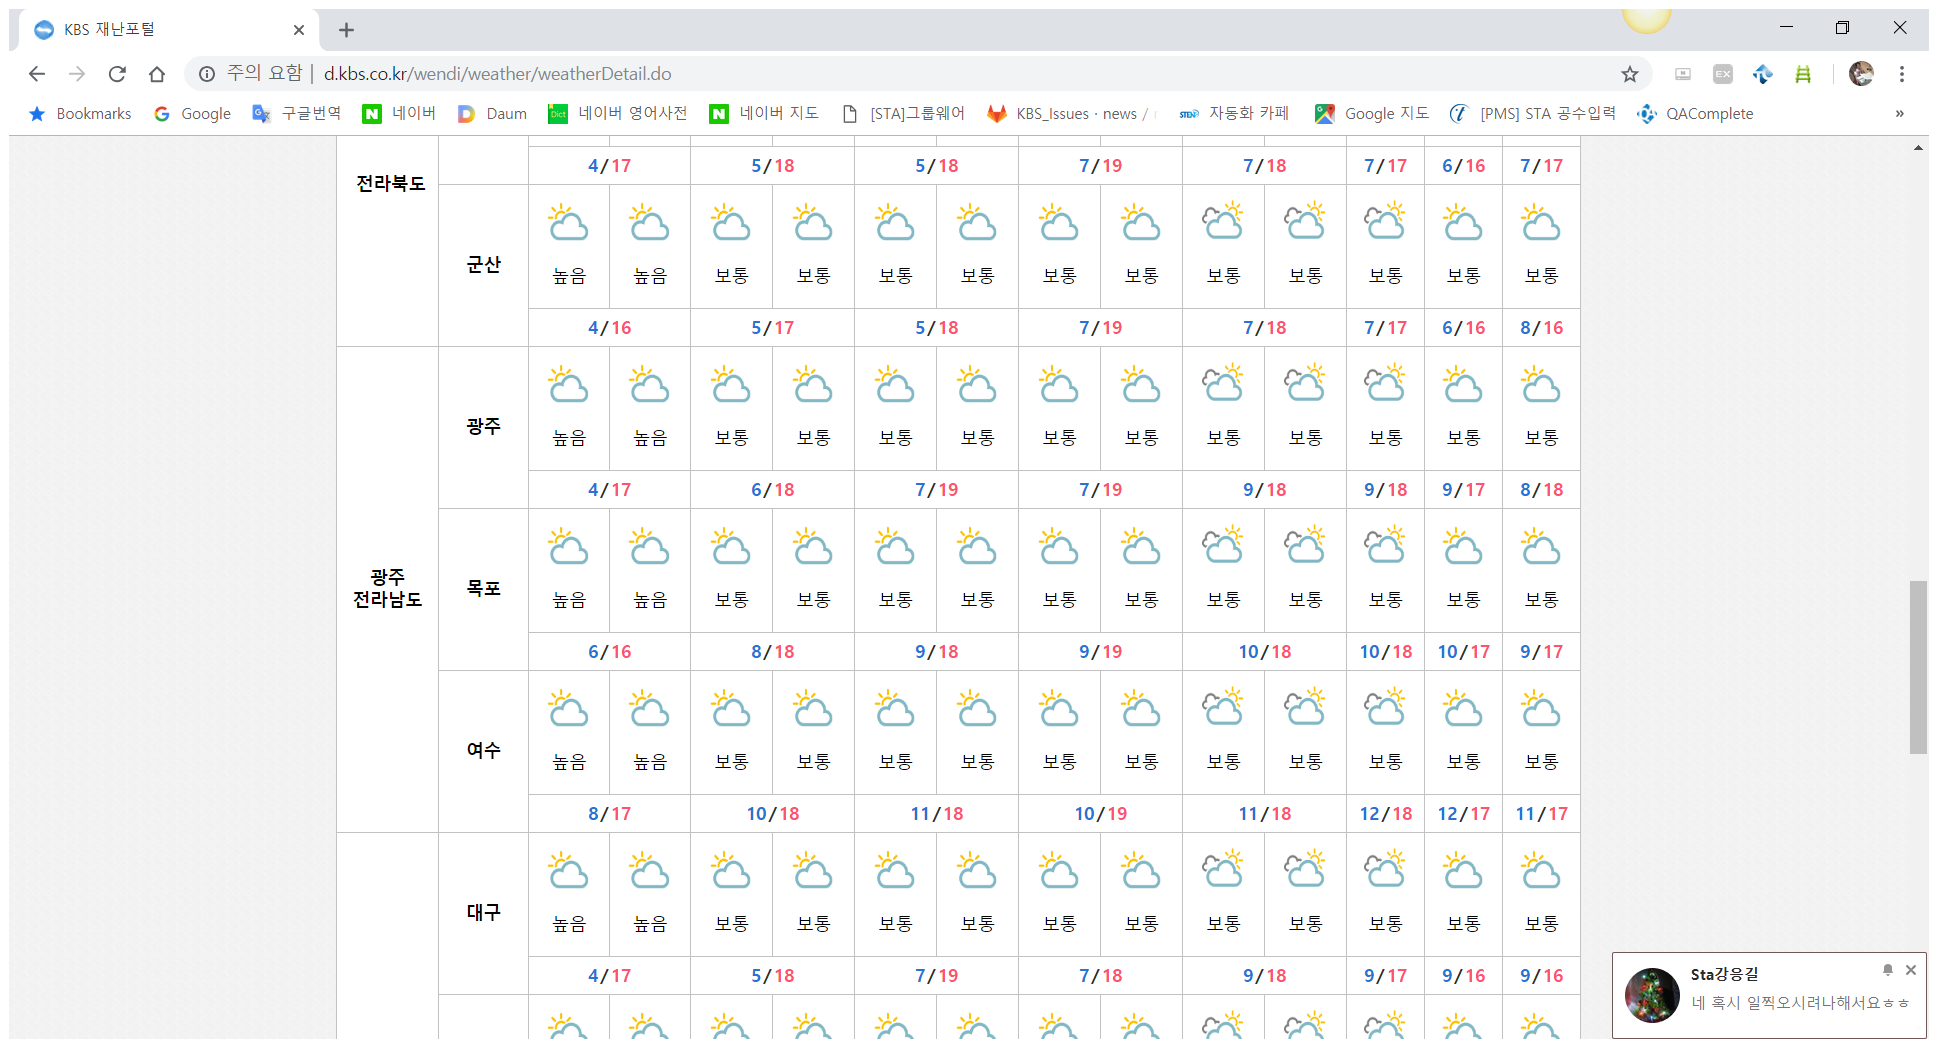 KBS 재난포털
주의 요함 | d.kbs.co.kr/wendi/weather/weatherDetail.do
EX
Bookmarks Google 구글번역 네이버 Daum 네이버 영어사전 네이버 지도 [STA]그룹웨어 KBS_Issues · news / 자동화 카페 Google 지도 [PMS] STA 공수입력 QAComplete »
4/17 5/18 5/18 7/19 7/18 7/17 6/16 7/17
전라북도
군산
높음 높음 보통 보통 보통 보통 보통 보통 보통 보통 보통 보통 보통
4/16 5/17 5/18 7/19 7/18 7/17 6/16 8/16
광주
높음 높음 보통 보통 보통 보통 보통 보통 보통 보통 보통 보통 보통
4/17 6/18 7/19 7/19 9/18 9/18 9/17 8/18
광주
전라남도
목포
높음 높음 보통 보통 보통 보통 보통 보통 보통 보통 보통 보통 보통
6/16 8/18 9/18 9/19 10/18 10/18 10/17 9/17
여수
높음 높음 보통 보통 보통 보통 보통 보통 보통 보통 보통 보통 보통
8/17 10/18 11/18 10/19 11/18 12/18 12/17 11/17
대구
높음 높음 보통 보통 보통 보통 보통 보통 보통 보통 보통 보통 보통
4/17 5/18 7/19 7/18 9/18 9/17 9/16 9/16
Sta강응길
네 혹시 일찍오시려나해서요ㅎㅎ